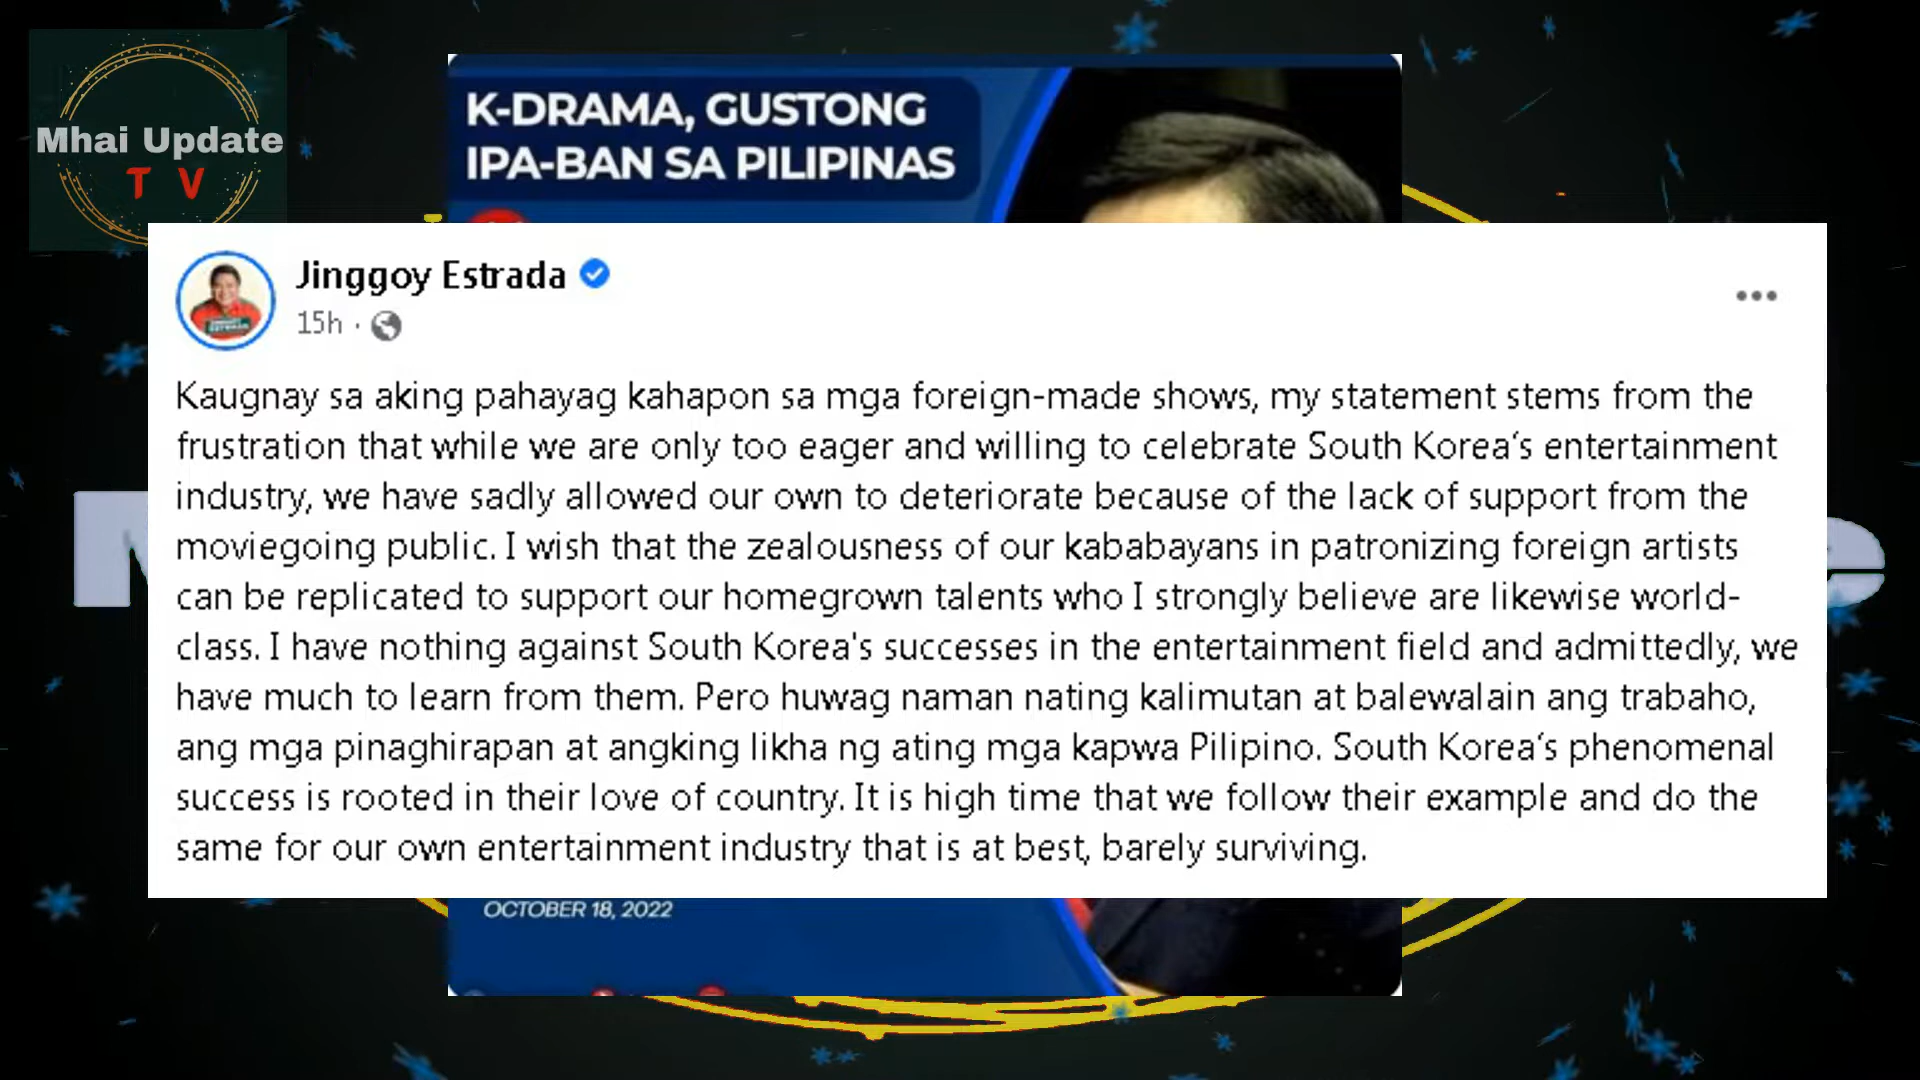 Mhai Update
T V
K-DRAMA, GUSTONG
IPA-BAN SA PILIPINAS
Jinggoy Estrada
15h ·
Kaugnay sa aking pahayag kahapon sa mga foreign-made shows, my statement stems from the
frustration that while we are only too eager and willing to celebrate South Korea‘s entertainment
industry, we have sadly allowed our own to deteriorate because of the lack of support from the
moviegoing public. I wish that the zealousness of our kababayans in patronizing foreign artists
can be replicated to support our homegrown talents who I strongly believe are likewise world-
class. I have nothing against South Korea's successes in the entertainment field and admittedly, we
have much to learn from them. Pero huwag naman nating kalimutan at balewalain ang trabaho,
ang mga pinaghirapan at angking likha ng ating mga kapwa Pilipino. South Korea‘s phenomenal
success is rooted in their love of country. It is high time that we follow their example and do the
same for our own entertainment industry that is at best, barely surviving.
OCTOBER 18, 2022